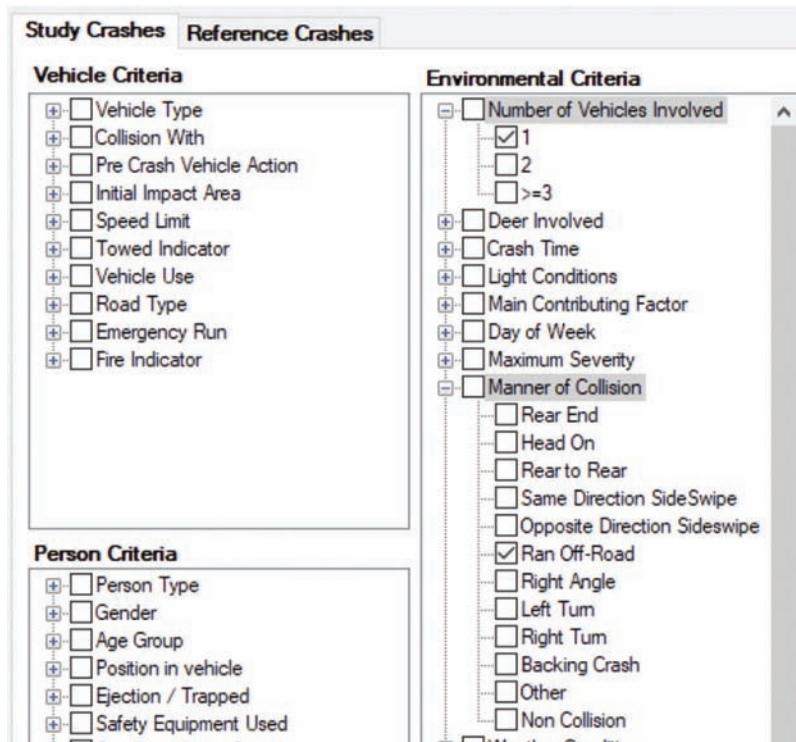 Study Crashes
Reference Crashes
Vehicle Criteria
Vehicle Type
Collision With
Pre Crash Vehicle Action
Initial Impact Area
Speed Limit
Towed Indicator
Vehicle Use
Road Type
Emergency Run
Fire Indicator
Person Criteria
Person Type
Gender
Age Group
Position in vehicle
Ejection / Trapped
Safety Equipment Used
Environmental Criteria
Number of Vehicles Involved
1
2
>=3
Deer Involved
Crash Time
Light Conditions
Main Contributing Factor
Day of Week
Maximum Severity
Manner of Collision
Rear End
Head On
Rear to Rear
Same Direction SideSwipe
Opposite Direction Sideswipe
Ran Off-Road
Right Angle
Left Turn
Right Turn
Backing Crash
Other
Non Collision